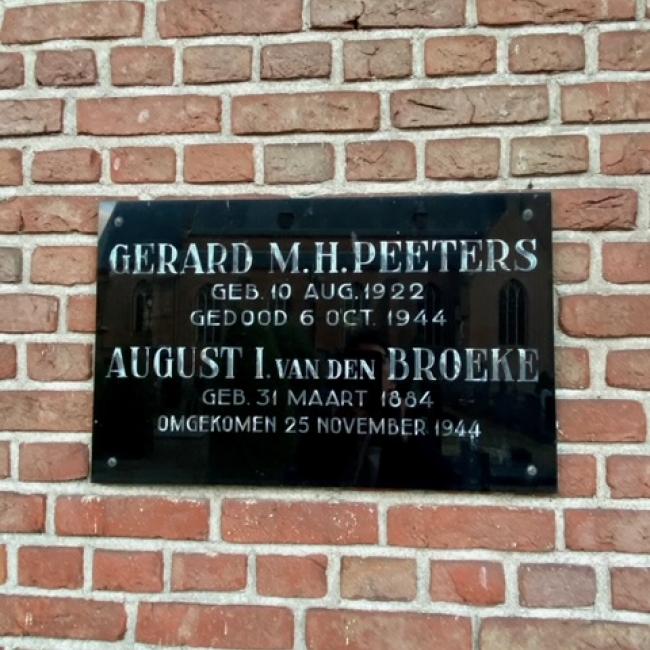 GERARD M.H. PEETERS
GEB. 10 AUG. 1922
GEDOOD 6 OCT. 1944
AUGUST I. VAN DEN BROEKE
GEB. 31 MAART 1884
OMGEKOMEN 25 NOVEMBER 1944